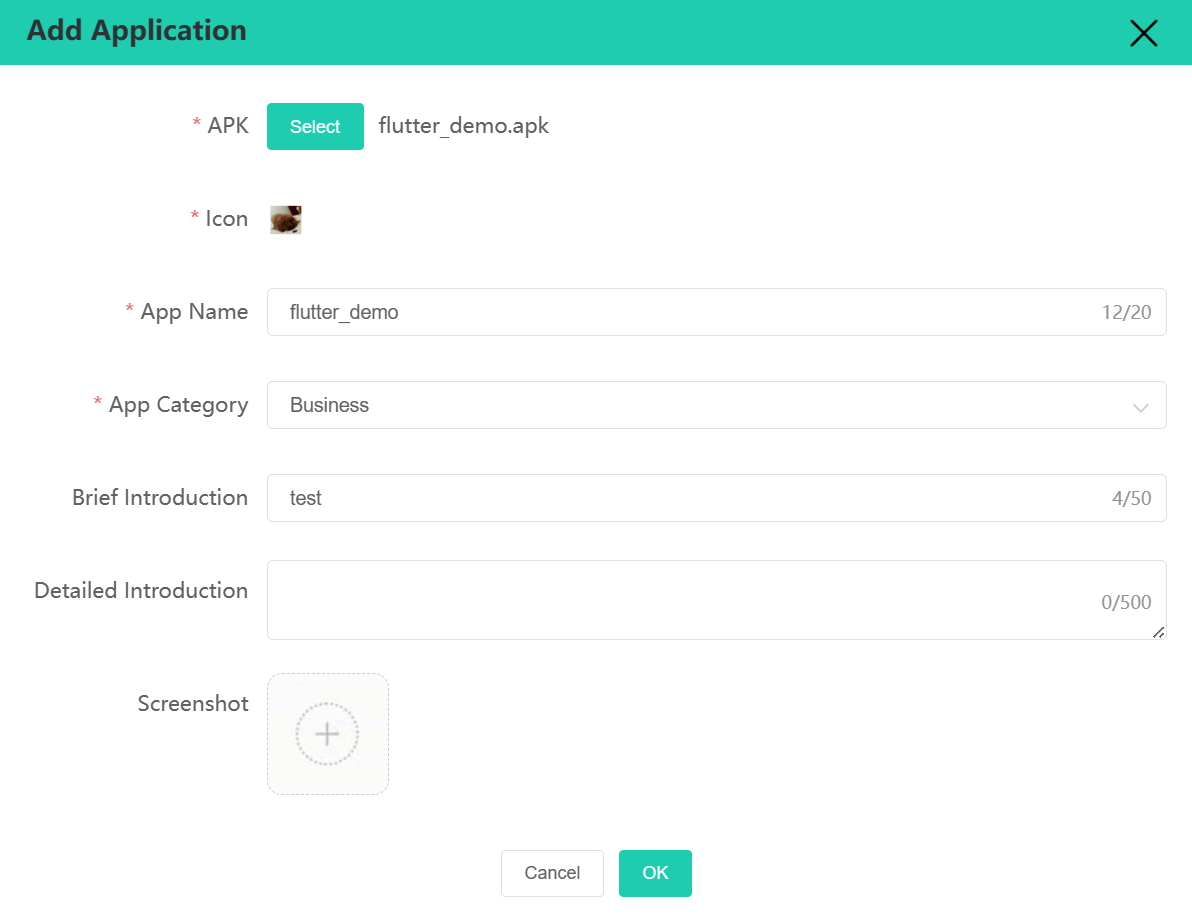 Add Application
* APK Select flutter_demo.apk
* Icon
* App Name flutter_demo 12/20
* App Category Business
Brief Introduction test 4/50
Detailed Introduction 0/500
Screenshot
Cancel OK